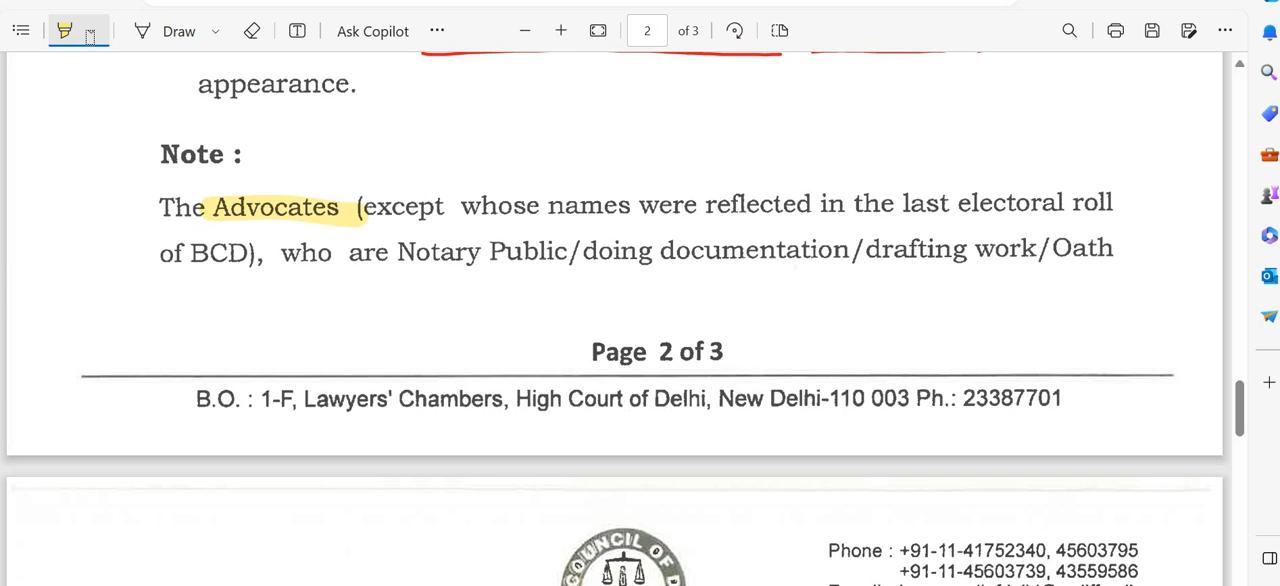 Draw
Ask Copilot
2 of 3
appearance.
Note :
The Advocates (except whose names were reflected in the last electoral roll
of BCD), who are Notary Public/doing documentation/drafting work/Oath
Page 2 of 3
B.O. : 1-F, Lawyers' Chambers, High Court of Delhi, New Delhi-110 003 Ph.: 23387701
COUNCIL OF
Phone : +91-11-41752340, 45603795
+91-11-45603739, 43559586